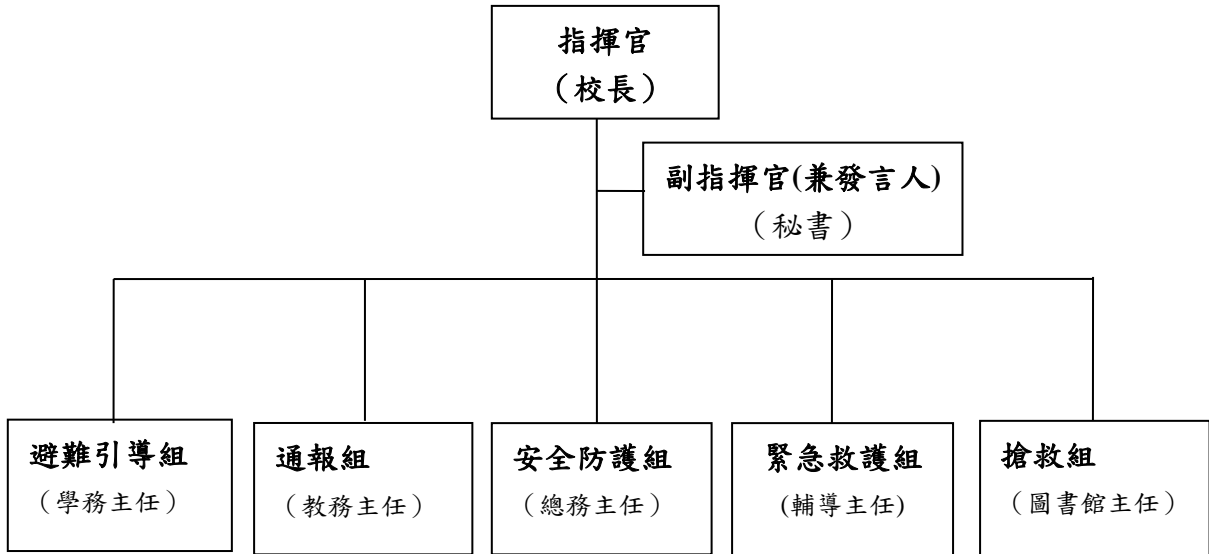 指揮官
（校長）
副指揮官(兼發言人)
（秘書）
避難引導組
（學務主任）
通報組
（教務主任）
安全防護組
（總務主任）
緊急救護組
(輔導主任)
搶救組
（圖書館主任）